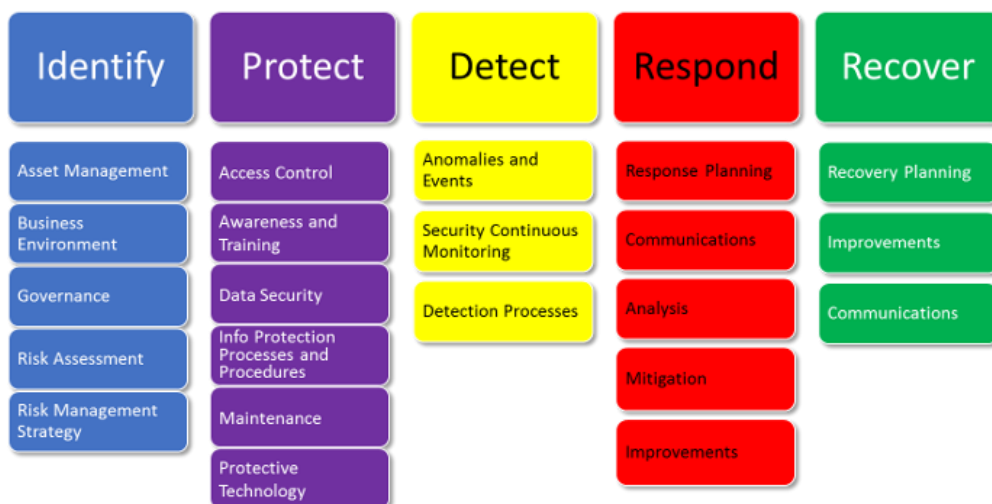 Identify
Protect
Detect
Respond
Recover
Asset Management
Business
Environment
Governance
Risk Assessment
Risk Management
Strategy
Access Control
Awareness and
Training
Data Security
Info Protection
Processes and
Procedures
Maintenance
Protective
Technology
Anomalies and
Events
Security Continuous
Monitoring
Detection Processes
Response Planning
Communications
Analysis
Mitigation
Improvements
Recovery Planning
Improvements
Communications